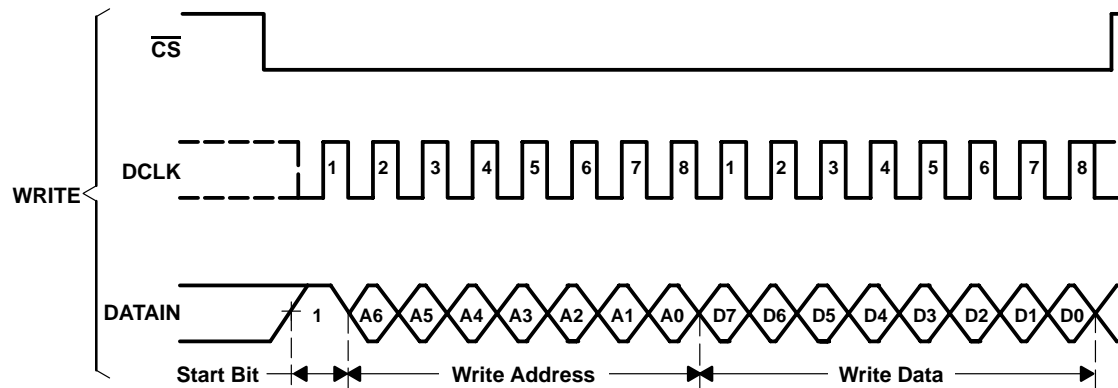 CS
DCLK 1 2 3 4 5 6 7 8 1 2 3 4 5 6 7 8
WRITE
DATAIN 1 A6 A5 A4 A3 A2 A1 A0 D7 D6 D5 D4 D3 D2 D1 D0
Start Bit Write Address Write Data